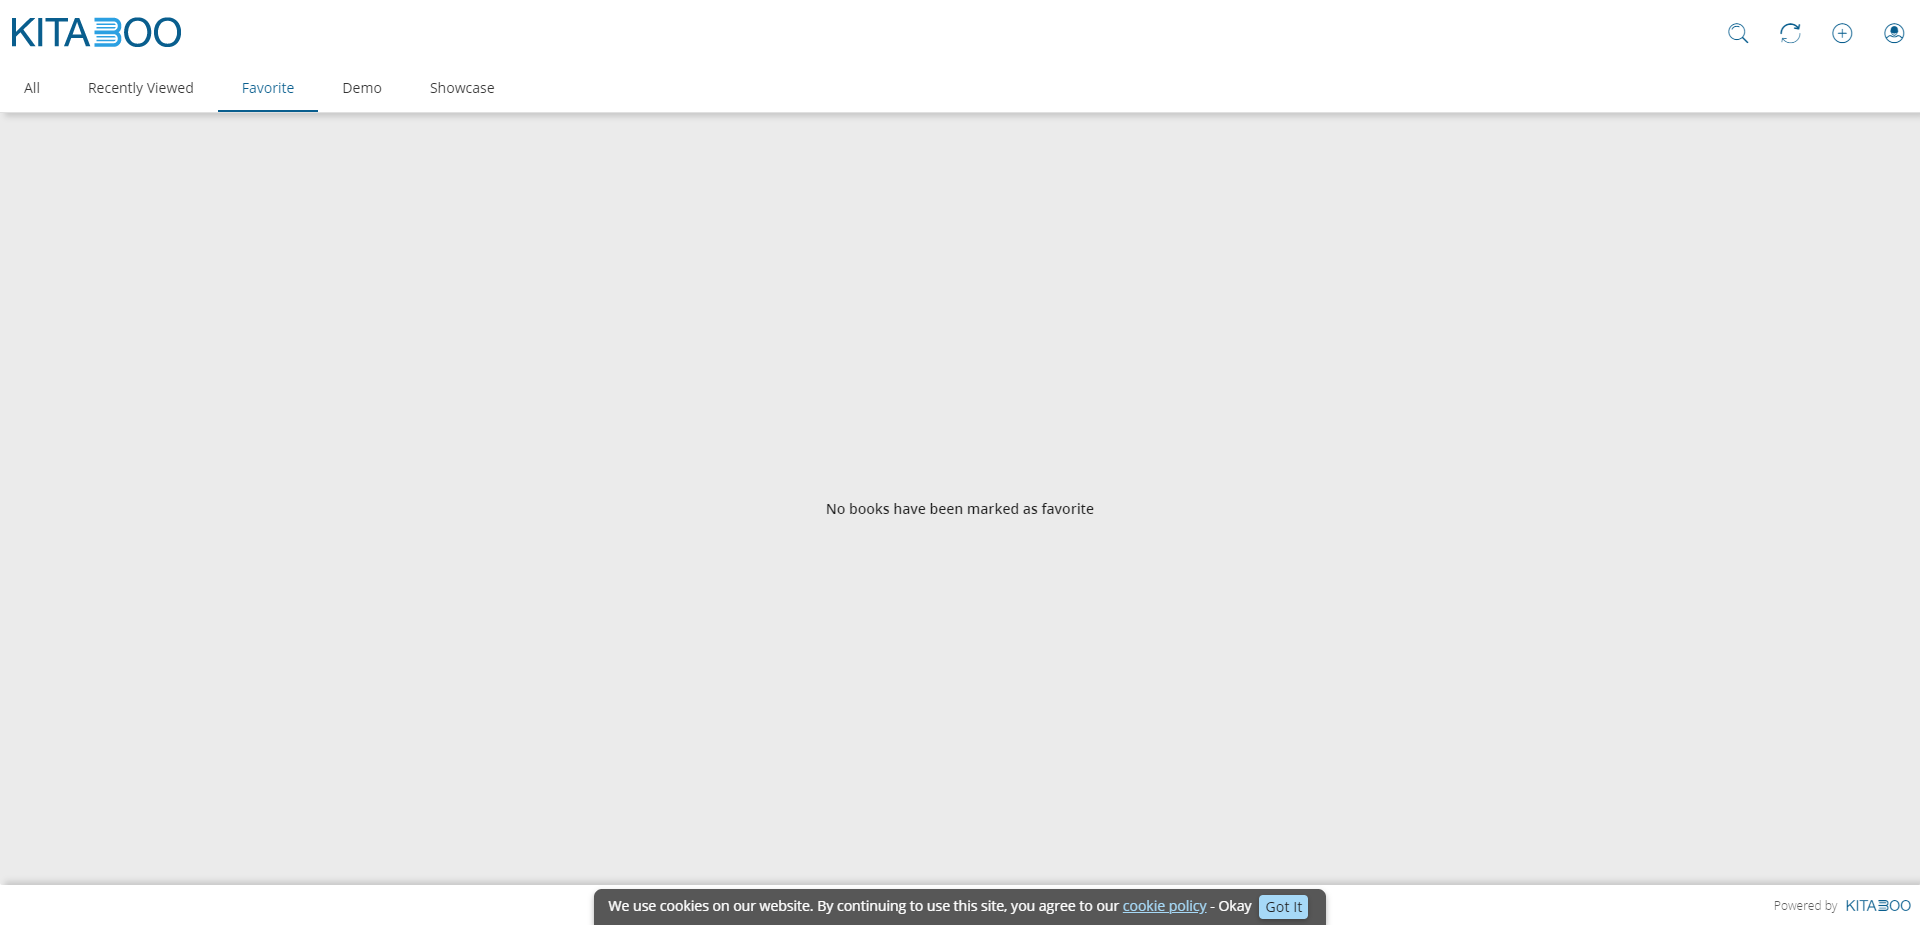 KITABOO
All Recently Viewed Favorite Demo Showcase
No books have been marked as favorite
We use cookies on our website. By continuing to use this site, you agree to our cookie policy - Okay Got It
Powered by KITABOO